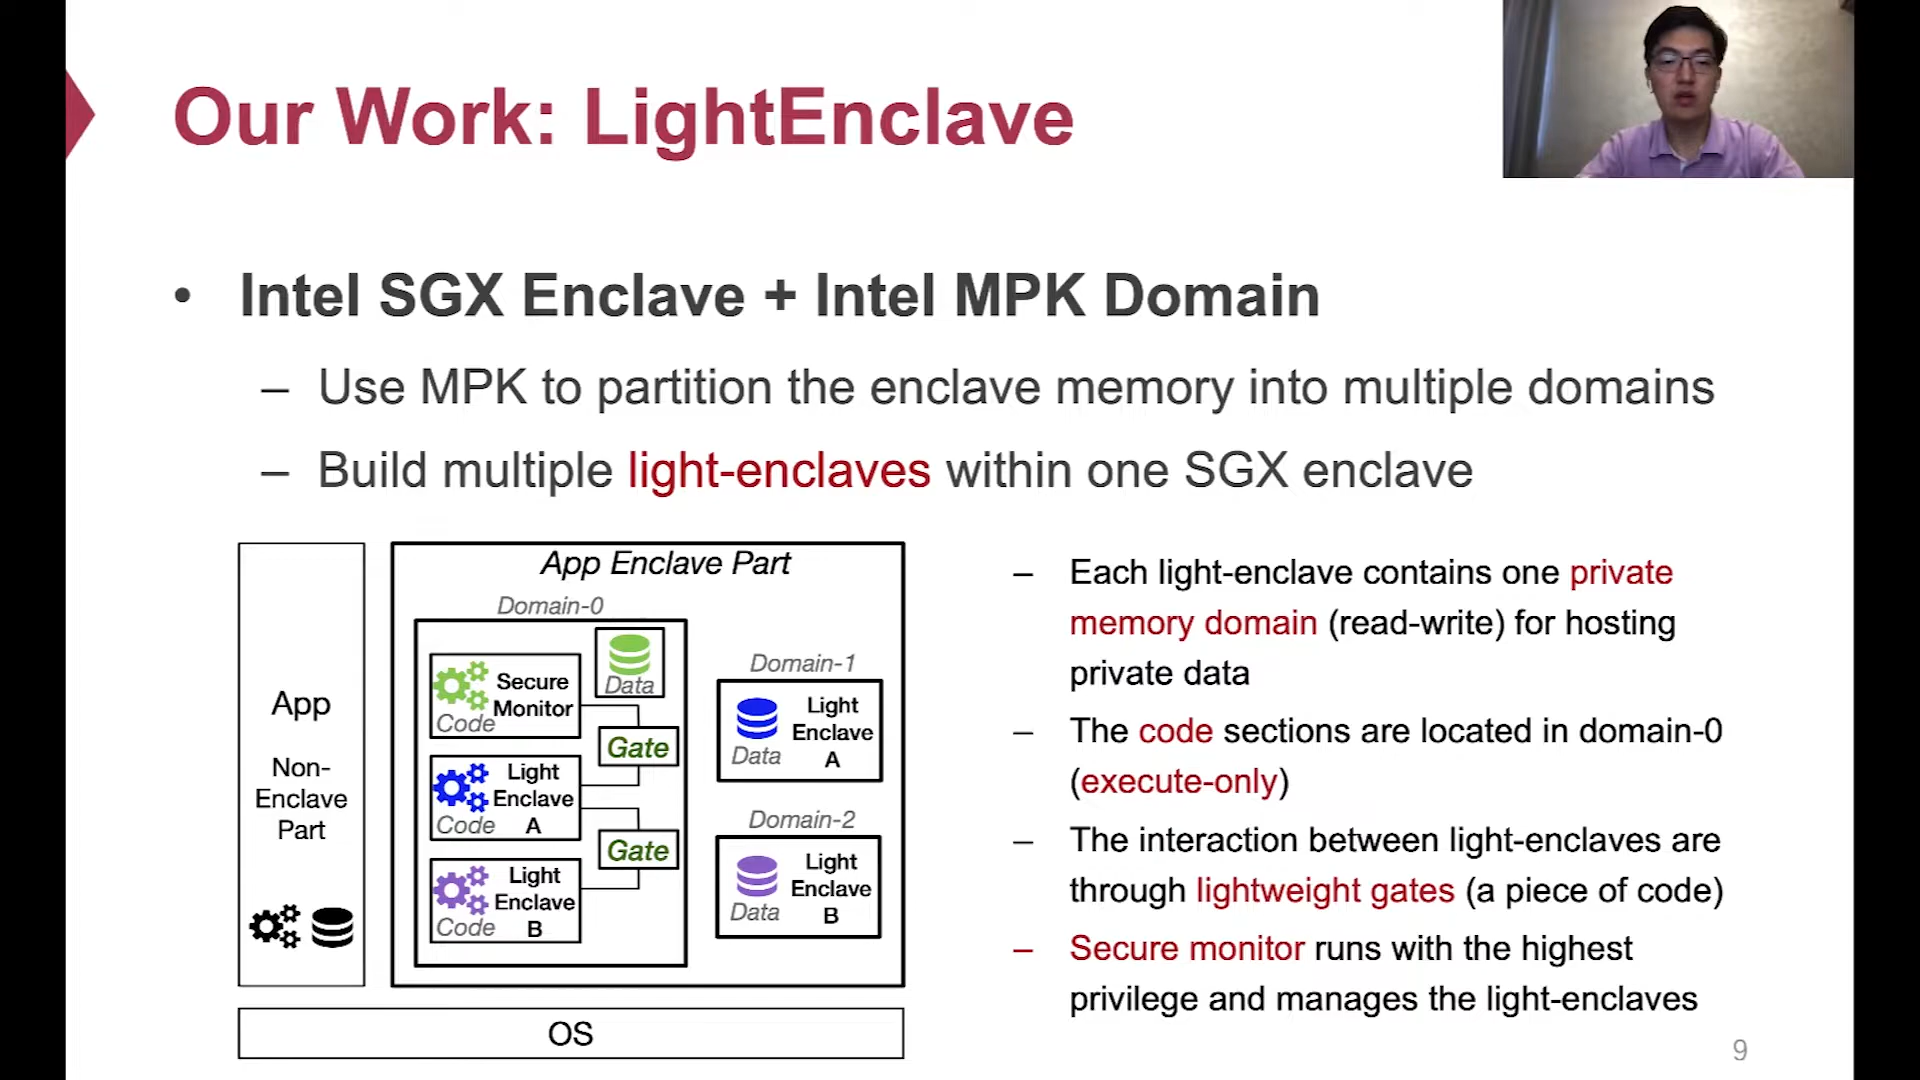 Our Work: LightEnclave
• Intel SGX Enclave + Intel MPK Domain
– Use MPK to partition the enclave memory into multiple domains
– Build multiple light-enclaves within one SGX enclave
App
Non-
Enclave
Part
App Enclave Part
Domain-0
Secure
Monitor
Code
Data
Gate
Light
Enclave
A
Code
Gate
Light
Enclave
B
Code
Domain-1
Light
Enclave
A
Data
Domain-2
Light
Enclave
B
Data
OS
– Each light-enclave contains one private
memory domain (read-write) for hosting
private data
– The code sections are located in domain-0
(execute-only)
– The interaction between light-enclaves are
through lightweight gates (a piece of code)
– Secure monitor runs with the highest
privilege and manages the light-enclaves
9